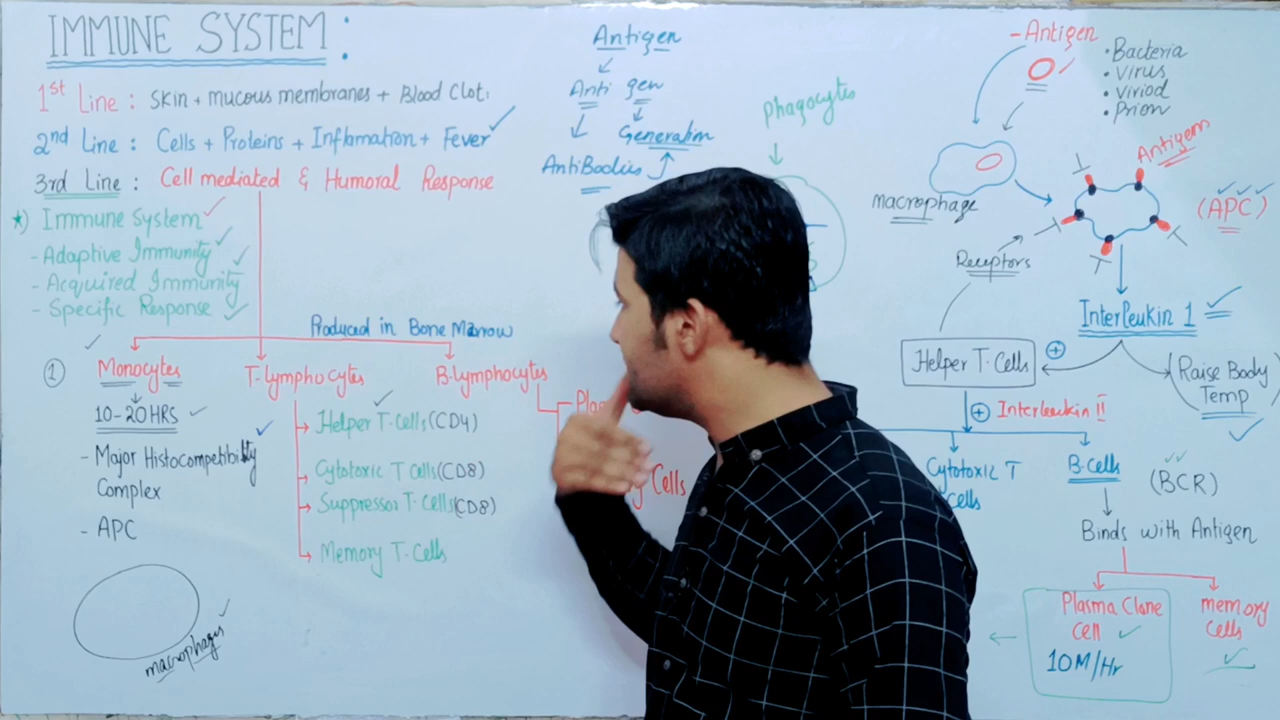 IMMUNE SYSTEM:
1st Line: Skin + mucous membranes + Blood Clot.
2nd Line: Cells + Proteins + Inflamation + Fever
3rd Line: Cell mediated & Humoral Response
*) Immune System
- Adaptive Immunity
- Acquired Immunity
- Specific Response
Produced in Bone Marrow
1 Monocytes
10-20HRS
- Major Histocompetibility
Complex
- APC
macrophages
T-lymphocytes
Helper T-Cells (CD4)
Cytotoxic T Cells (CD8)
Suppressor T-Cells (CD8)
Memory T-Cells
B-lymphocytes
Cells
Antigen
Anti gen
Generation
AntiBodies
phagocytes
- Antigen
• Bacteria
• Virus
• Viriod
• Prion
macrophage
Antigen
(APC)
Receptors
Interleukin 1
Helper T-Cells
(Raise Body
Temp)
Interleukin II
Cytotoxic T
cells
B-Cells
(BCR)
Binds with Antigen
Plasma Clone
cell
10M/Hr
memory
cells